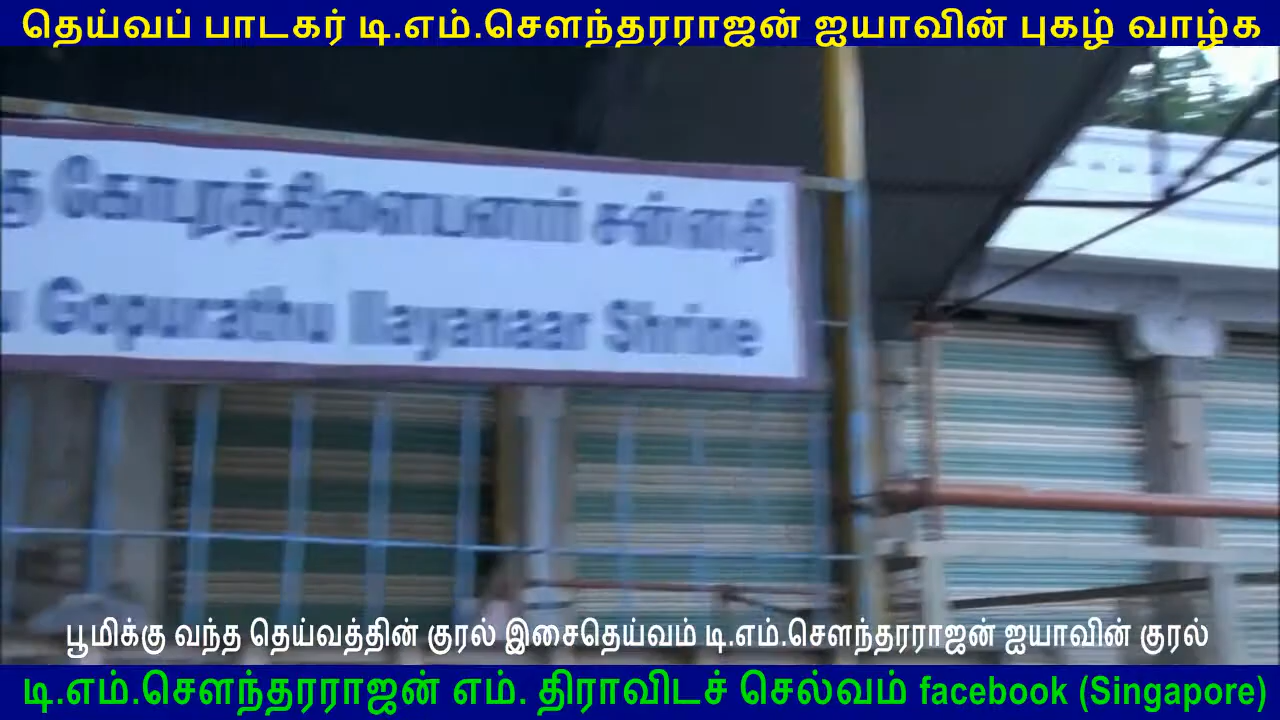 தெய்வப் பாடகர் டி.எம்.சௌந்தரராஜன் ஐயாவின் புகழ் வாழ்க
கோபுரத்திளையனார் சன்னதி
Gopurathu Ilayanaar Shrine
பூமிக்கு வந்த தெய்வத்தின் குரல் இசைதெய்வம் டி.எம்.சௌந்தரராஜன் ஐயாவின் குரல்
டி.எம்.சௌந்தரராஜன் எம். திராவிடச் செல்வம் facebook (Singapore)